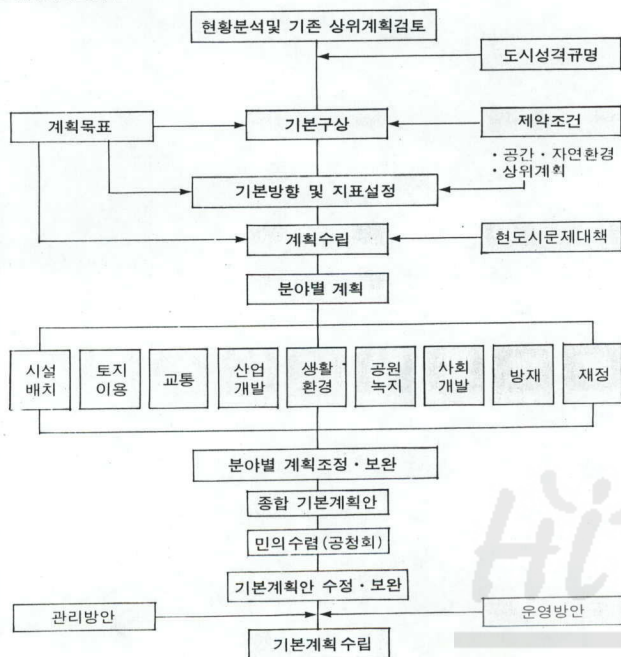 현황분석및 기존 상위계획검토
도시성격규명
계획목표
기본구상
제약조건
・공간・자연환경
・상위계획
기본방향 및 지표설정
계획수립
현도시문제대책
분야별 계획
시설
배치
토지
이용
교통
산업
개발
생활
환경
공원
녹지
사회
개발
방재
재정
분야별 계획조정・보완
종합 기본계획안
민의수렴(공청회)
기본계획안 수정・보완
관리방안
운영방안
기본계획수립